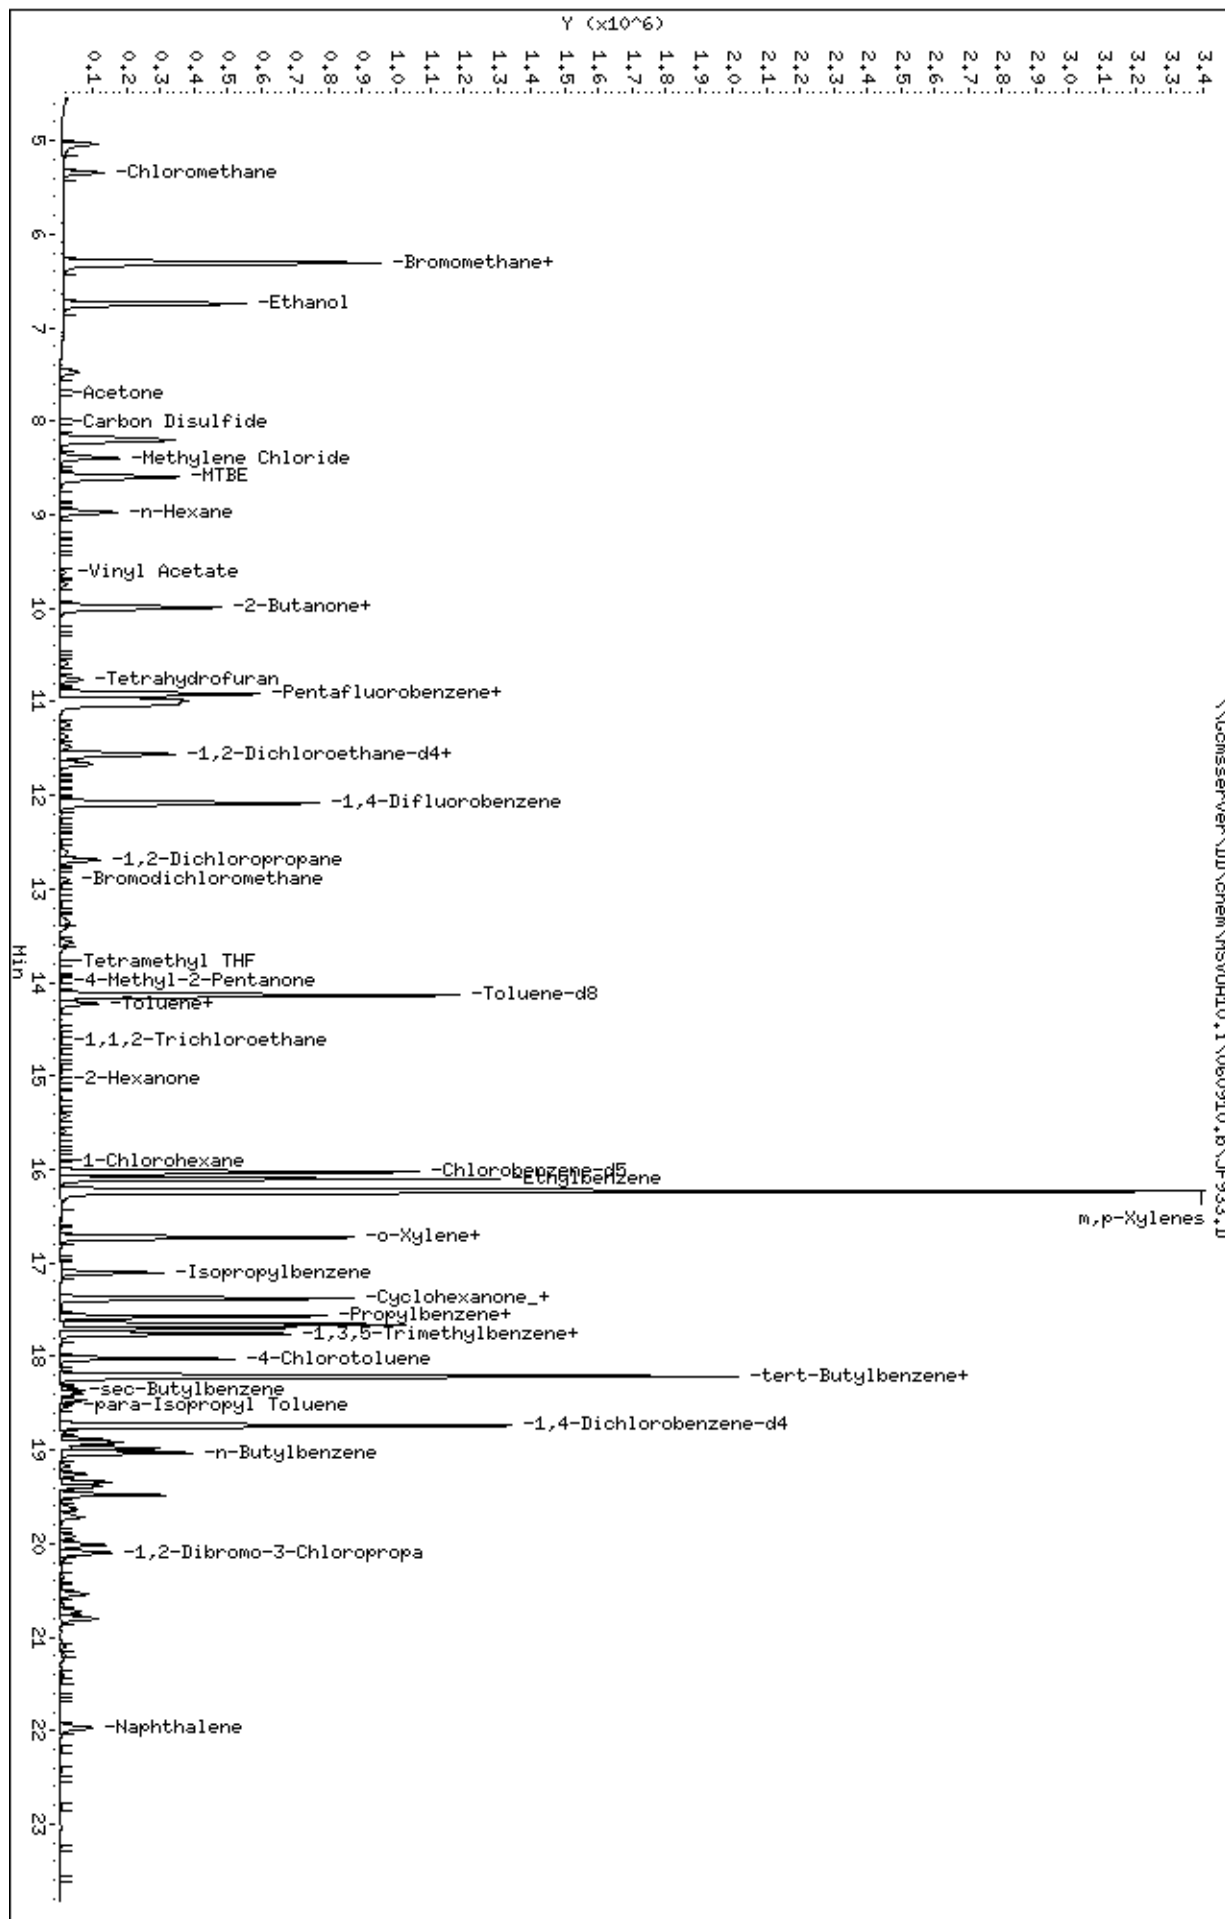 Y (x10^6)
0.1
0.2
0.3
0.4
0.5
0.6
0.7
0.8
0.9
1.0
1.1
1.2
1.3
1.4
1.5
1.6
1.7
1.8
1.9
2.0
2.1
2.2
2.3
2.4
2.5
2.6
2.7
2.8
2.9
3.0
3.1
3.2
3.3
3.4
5
-Chloromethane
6
-Bromomethane+
-Ethanol
7
-Acetone
8
-Carbon Disulfide
-Methylene Chloride
-MTBE
9
-n-Hexane
-Vinyl Acetate
10
-2-Butanone+
-Tetrahydrofuran
-Pentafluorobenzene+
11
-1,2-Dichloroethane-d4+
12
-1,4-Difluorobenzene
-1,2-Dichloropropane
-Bromodichloromethane
13
Min
-Tetramethyl THF
-4-Methyl-2-Pentanone
14
-Toluene-d8
-Toluene+
-1,1,2-Trichloroethane
15
-2-Hexanone
-1-Chlorohexane
16
-Chlorobenzene-d5
-Ethylbenzene
m,p-Xylenes
-o-Xylene+
17
-Isopropylbenzene
-Cyclohexanone_+
-Propylbenzene+
-1,3,5-Trimethylbenzene+
18
-4-Chlorotoluene
-tert-Butylbenzene+
-sec-Butylbenzene
-para-Isopropyl Toluene
-1,4-Dichlorobenzene-d4
19
-n-Butylbenzene
20
-1,2-Dibromo-3-Chloropropa
21
22
-Naphthalene
23